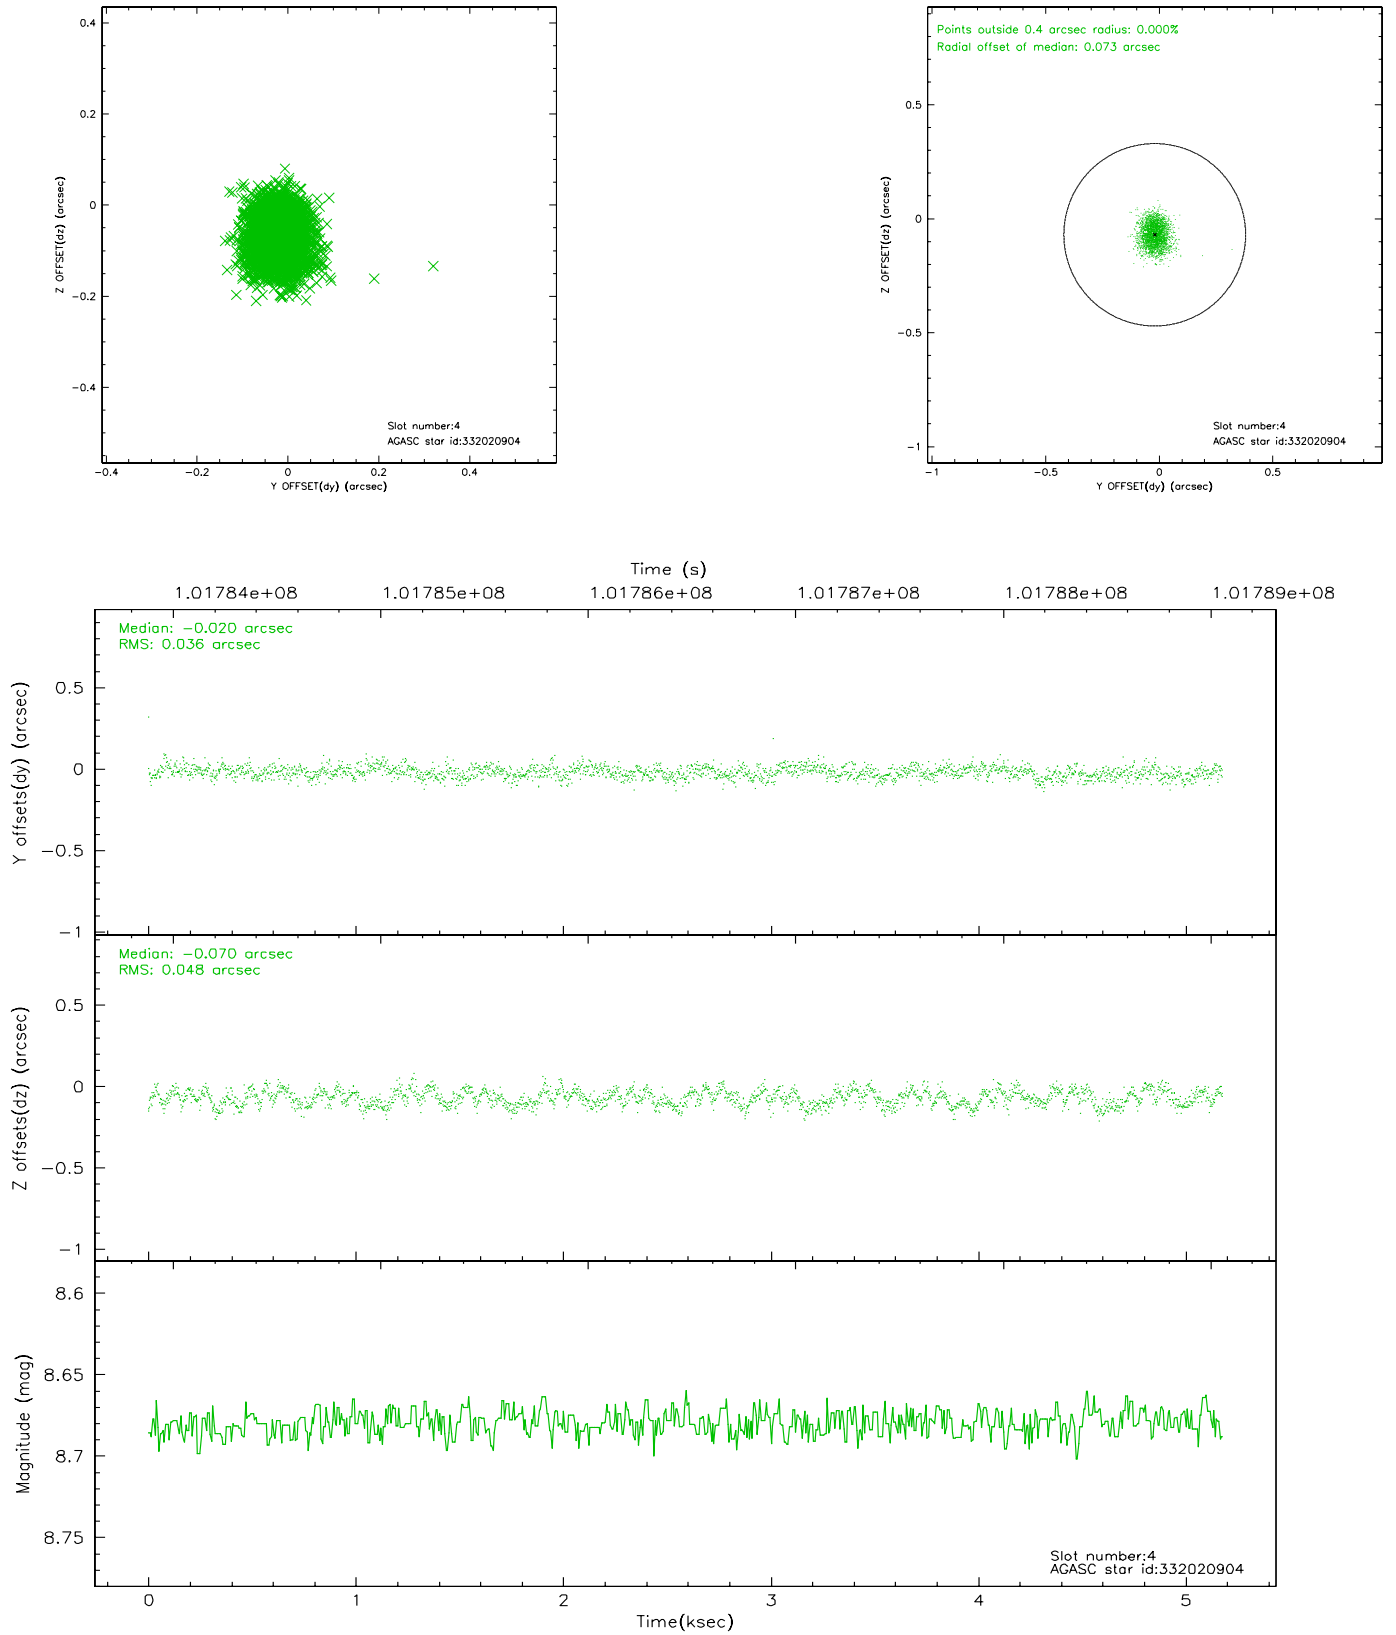 0.4
0.2
0
−0.2
−0.4
Z OFFSET(dz) (arcsec)
−0.4
−0.2
0
0.2
0.4
Y OFFSET(dy) (arcsec)
Slot number:4
AGASC star id:332020904
Points outside 0.4 arcsec radius: 0.000%
Radial offset of median: 0.073 arcsec
0.5
0
−0.5
−1
Z OFFSET(dz) (arcsec)
−1
−0.5
0
0.5
Y OFFSET(dy) (arcsec)
Slot number:4
AGASC star id:332020904
Time (s)
1.01784e+08
1.01785e+08
1.01786e+08
1.01787e+08
1.01788e+08
1.01789e+08
Median: −0.020 arcsec
RMS: 0.036 arcsec
0.5
0
−0.5
−1
Y offsets(dy) (arcsec)
Median: −0.070 arcsec
RMS: 0.048 arcsec
0.5
0
−0.5
−1
Z offsets(dz) (arcsec)
8.6
8.65
8.7
8.75
Magnitude (mag)
Slot number:4
AGASC star id:332020904
0
1
2
3
4
5
Time(ksec)